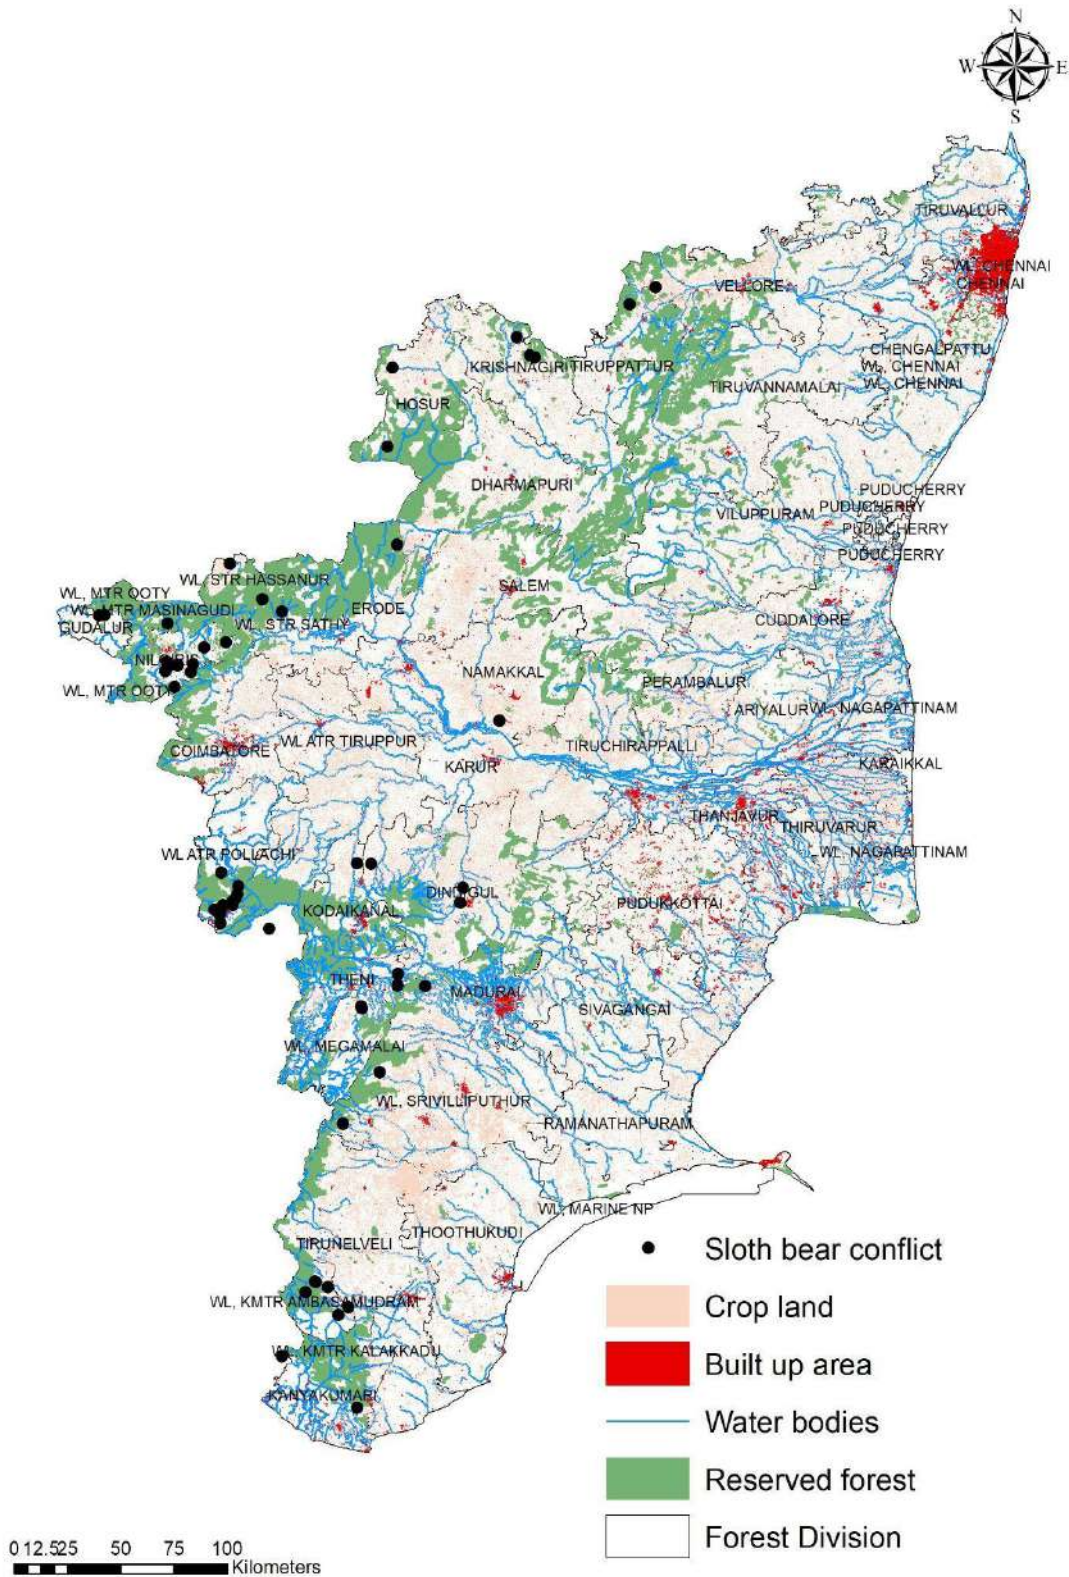 N
W E
S
TIRUVALLUR
WL, CHENNAI
CHENNAI
VELLORE
CHENGALPATTU
WL, CHENNAI
WL, CHENNAI
KRISHNAGIRI TIRUPPATTUR
TIRUVANNAMALAI
HOSUR
DHARMAPURI
PUDUCHERRY
PUDUCHERRY
VILUPPURAM
PUDUCHERRY
PUDUCHERRY
WL, STR HASSANUR
SALEM
WL, MTR OOTY
WL, MTR MASINAGUDI
ERODE
GUDALUR
WL, STR SATHY
CUDDALORE
NILGIRIS
NAMAKKAL
PERAMBALUR
WL, MTR OOTY
ARIYALUR WL, NAGAPATTINAM
COIMBATORE
WL ATR TIRUPPUR
TIRUCHIRAPPALLI
KARUR
KARAIKKAL
THANJAVUR
THIRUVARUR
WL ATR POLLACHI
WL, NAGAPATTINAM
DINDIGUL
KODAIKANAL
PUDUKKOTTAI
THENI
MADURAI
SIVAGANGAI
WL, MEGAMALAI
WL, SRIVILLIPUTHUR
RAMANATHAPURAM
WL, MARINE NP
THOOTHUKUDI
TIRUNELVELI
WL, KMTR AMBASAMUDRAM
WL, KMTR KALAKKADU
KANYAKUMARI
Sloth bear conflict
Crop land
Built up area
Water bodies
Reserved forest
Forest Division
0 12.525 50 75 100
Kilometers